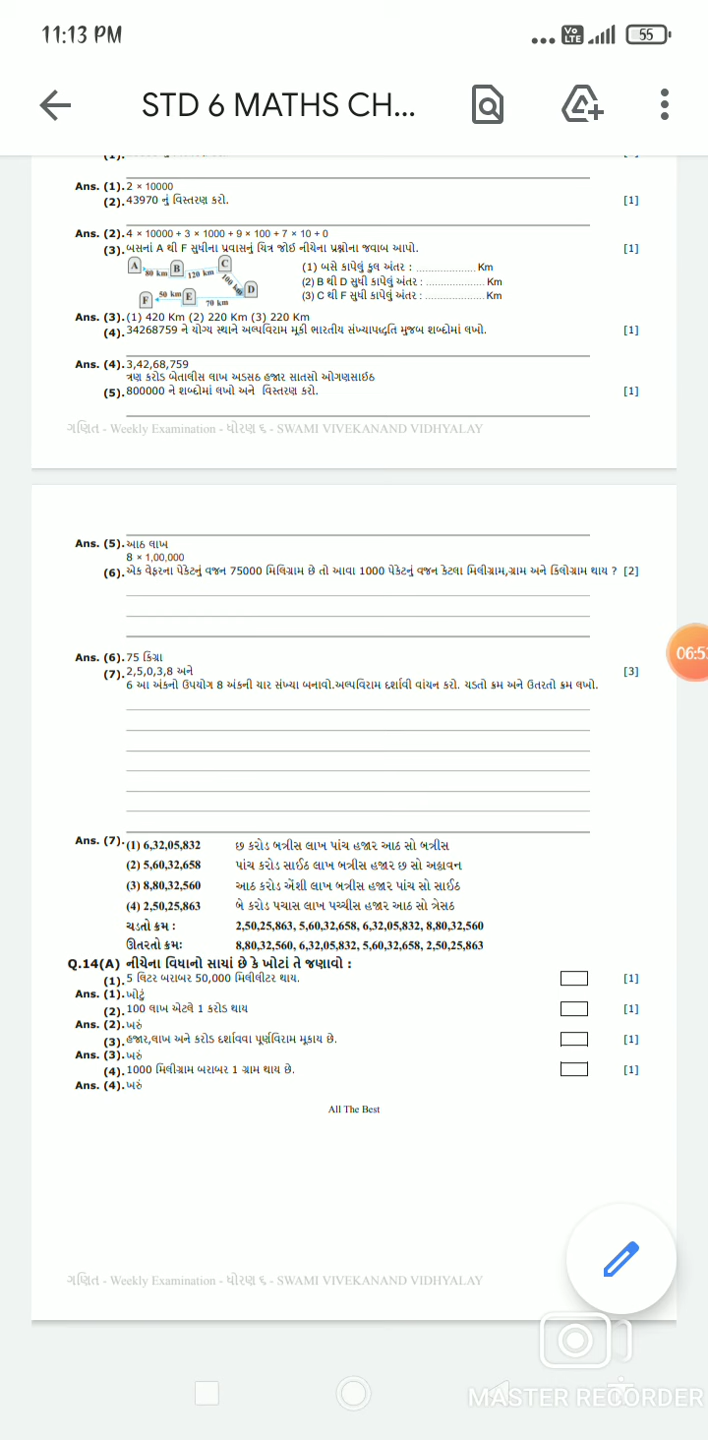 11:13 PM
Vo LTE
55
STD 6 MATHS CH...
Ans. (1). 2 × 10000
(2). 43970 નું વિસ્તરણ કરો. [1]
Ans. (2). 4 × 10000 + 3 × 1000 + 9 × 100 + 7 × 10 + 0
(3). બસનાં A થી F સુધીના પ્રવાસનું ચિત્ર જોઈ નીચેના પ્રશ્નોના જવાબ આપો. [1]
A 80 km B 120 km C 100 km D
F 50 km E 70 km
(1) બસે કાપેલું કુલ અંતર : .................... Km
(2) B થી D સુધી કાપેલું અંતર : .................... Km
(3) C થી F સુધી કાપેલું અંતર : .................... Km
Ans. (3). (1) 420 Km (2) 220 Km (3) 220 Km
(4). 34268759 ને યોગ્ય સ્થાને અલ્પવિરામ મૂકી ભારતીય સંખ્યાપદ્ધતિ મુજબ શબ્દોમાં લખો. [1]
Ans. (4). 3,42,68,759
ત્રણ કરોડ બેતાલીસ લાખ અડસઠ હજાર સાતસો ઓગણસાઈઠ
(5). 800000 ને શબ્દોમાં લખો અને વિસ્તરણ કરો. [1]
ગણિત - Weekly Examination - ધોરણ ૬ - SWAMI VIVEKANAND VIDHYALAY
Ans. (5). આઠ લાખ
8 × 1,00,000
(6). એક વેફરના પેકેટનું વજન 75000 મિલિગ્રામ છે તો આવા 1000 પેકેટનું વજન કેટલા મિલીગ્રામ,ગ્રામ અને કિલોગ્રામ થાય ? [2]
Ans. (6). 75 કિગ્રા
06:5
(7). 2,5,0,3,8 અને [3]
6 આ અંકનો ઉપયોગ 8 અંકની ચાર સંખ્યા બનાવો.અલ્પવિરામ દર્શાવી વાંચન કરો. ચડતો ક્રમ અને ઉતરતો ક્રમ લખો.
Ans. (7). (1) 6,32,05,832 છ કરોડ બત્રીસ લાખ પાંચ હજાર આઠ સો બત્રીસ
(2) 5,60,32,658 પાંચ કરોડ સાઈઠ લાખ બત્રીસ હજાર છ સો અઠ્ઠાવન
(3) 8,80,32,560 આઠ કરોડ એંશી લાખ બત્રીસ હજાર પાંચ સો સાઈઠ
(4) 2,50,25,863 બે કરોડ પચાસ લાખ પચ્ચીસ હજાર આઠ સો ત્રેસઠ
ચડતો ક્રમ : 2,50,25,863, 5,60,32,658, 6,32,05,832, 8,80,32,560
ઊતરતો ક્રમઃ 8,80,32,560, 6,32,05,832, 5,60,32,658, 2,50,25,863
Q.14(A) નીચેના વિધાનો સાચાં છે કે ખોટાં તે જણાવો :
(1). 5 લિટર બરાબર 50,000 મિલીલીટર થાય. [1]
Ans. (1). ખોટું
(2). 100 લાખ એટલે 1 કરોડ થાય [1]
Ans. (2). ખરું
(3). હજાર,લાખ અને કરોડ દર્શાવવા પૂર્ણવિરામ મૂકાય છે. [1]
Ans. (3). ખરું
(4). 1000 મિલીગ્રામ બરાબર 1 ગ્રામ થાય છે. [1]
Ans. (4). ખરું
All The Best
ગણિત - Weekly Examination - ધોરણ ૬ - SWAMI VIVEKANAND VIDHYALAY
MASTER RECORDER